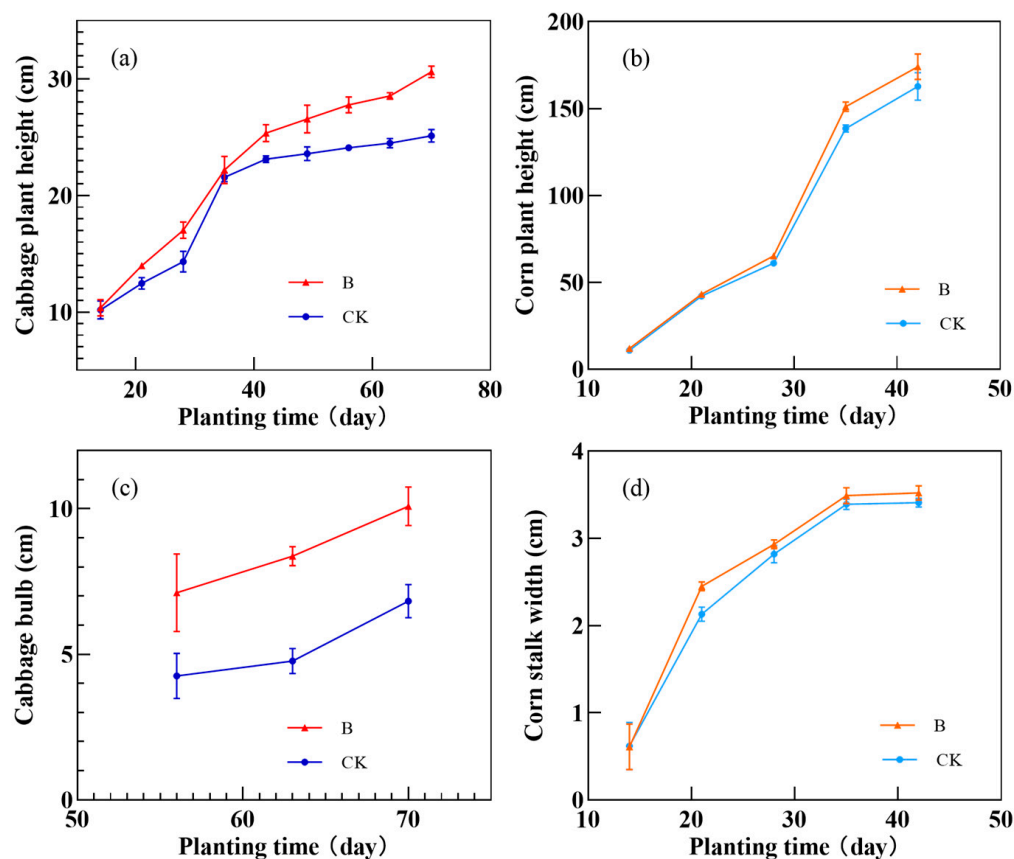 (a)
Cabbage plant height (cm)
30
20
10
B
CK
20 40 60 80
Planting time（day）
(b)
Corn plant height (cm)
200
150
100
50
0
B
CK
10 20 30 40 50
Planting time（day）
(c)
Cabbage bulb (cm)
10
5
0
B
CK
50 60 70
Planting time (day)
(d)
Corn stalk width (cm)
4
3
2
1
0
B
CK
10 20 30 40 50
Planting time (day)